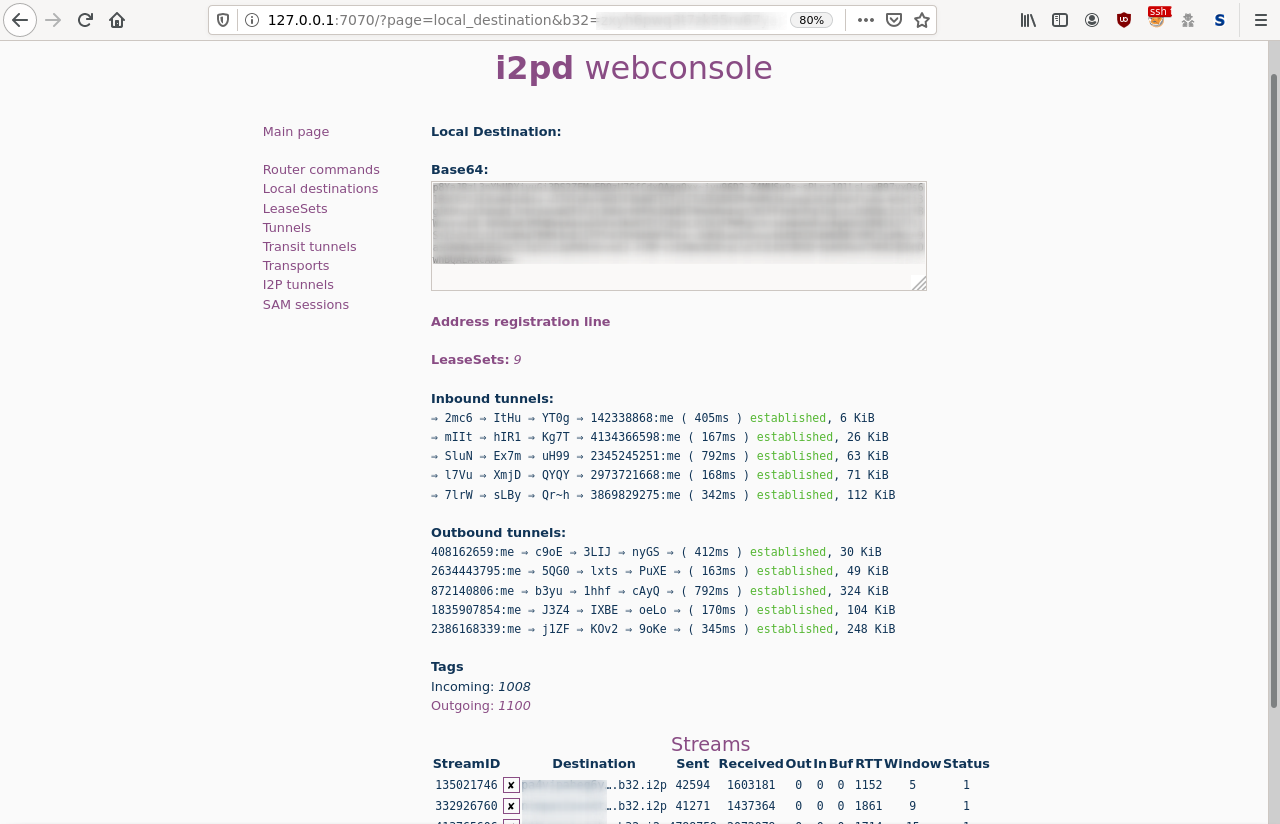 127.0.0.1:7070/?page=local_destination&b32=
80%
ssh
S
i2pd webconsole
Main page
Router commands
Local destinations
LeaseSets
Tunnels
Transit tunnels
Transports
I2P tunnels
SAM sessions
Local Destination:
Base64:
Address registration line
LeaseSets: 9
Inbound tunnels:
⇒ 2mc6 ⇒ ItHu ⇒ YT0g ⇒ 142338868:me ( 405ms ) established, 6 KiB
⇒ mIIt ⇒ hIR1 ⇒ Kg7T ⇒ 4134366598:me ( 167ms ) established, 26 KiB
⇒ SluN ⇒ Ex7m ⇒ uH99 ⇒ 2345245251:me ( 792ms ) established, 63 KiB
⇒ l7Vu ⇒ XmjD ⇒ QYQY ⇒ 2973721668:me ( 168ms ) established, 71 KiB
⇒ 7lrW ⇒ sLBy ⇒ Qr~h ⇒ 3869829275:me ( 342ms ) established, 112 KiB
Outbound tunnels:
408162659:me ⇒ c9oE ⇒ 3LIJ ⇒ nyGS ⇒ ( 412ms ) established, 30 KiB
2634443795:me ⇒ 5QG0 ⇒ lxts ⇒ PuXE ⇒ ( 163ms ) established, 49 KiB
872140806:me ⇒ b3yu ⇒ 1hhf ⇒ cAyQ ⇒ ( 792ms ) established, 324 KiB
1835907854:me ⇒ J3Z4 ⇒ IXBE ⇒ oeLo ⇒ ( 170ms ) established, 104 KiB
2386168339:me ⇒ j1ZF ⇒ KOv2 ⇒ 9oKe ⇒ ( 345ms ) established, 248 KiB
Tags
Incoming: 1008
Outgoing: 1100
Streams
StreamID Destination Sent Received Out In Buf RTT Window Status
135021746 ✘ ….b32.i2p 42594 1603181 0 0 0 1152 5 1
332926760 ✘ ….b32.i2p 41271 1437364 0 0 0 1861 9 1